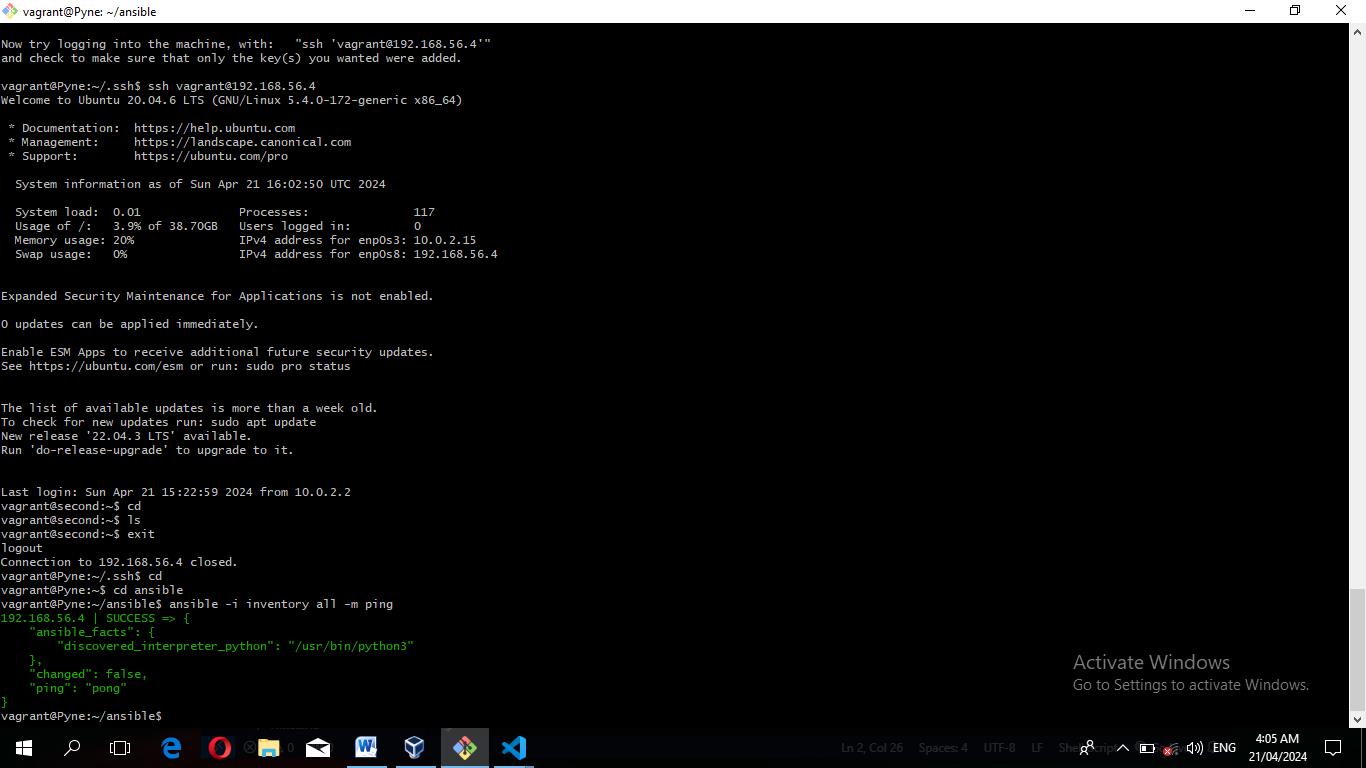 vagrant@Pyne: ~/ansible
Now try logging into the machine, with:   "ssh 'vagrant@192.168.56.4'"
and check to make sure that only the key(s) you wanted were added.
vagrant@Pyne:~/.ssh$ ssh vagrant@192.168.56.4
Welcome to Ubuntu 20.04.6 LTS (GNU/Linux 5.4.0-172-generic x86_64)
* Documentation:  https://help.ubuntu.com
* Management:     https://landscape.canonical.com
* Support:        https://ubuntu.com/pro
System information as of Sun Apr 21 16:02:50 UTC 2024
System load:  0.01              Processes:               117
Usage of /:   3.9% of 38.70GB   Users logged in:         0
Memory usage: 20%               IPv4 address for enp0s3: 10.0.2.15
Swap usage:   0%                IPv4 address for enp0s8: 192.168.56.4
Expanded Security Maintenance for Applications is not enabled.
0 updates can be applied immediately.
Enable ESM Apps to receive additional future security updates.
See https://ubuntu.com/esm or run: sudo pro status
The list of available updates is more than a week old.
To check for new updates run: sudo apt update
New release '22.04.3 LTS' available.
Run 'do-release-upgrade' to upgrade to it.
Last login: Sun Apr 21 15:22:59 2024 from 10.0.2.2
vagrant@second:~$ cd
vagrant@second:~$ ls
vagrant@second:~$ exit
logout
Connection to 192.168.56.4 closed.
vagrant@Pyne:~/.ssh$ cd
vagrant@Pyne:~$ cd ansible
vagrant@Pyne:~/ansible$ ansible -i inventory all -m ping
192.168.56.4 | SUCCESS => {
    "ansible_facts": {
        "discovered_interpreter_python": "/usr/bin/python3"
    },
    "changed": false,
    "ping": "pong"
}
vagrant@Pyne:~/ansible$
Activate Windows
Go to Settings to activate Windows.
0
Ln 2, Col 26   Spaces: 4   UTF-8   LF
ENG
4:05 AM
21/04/2024